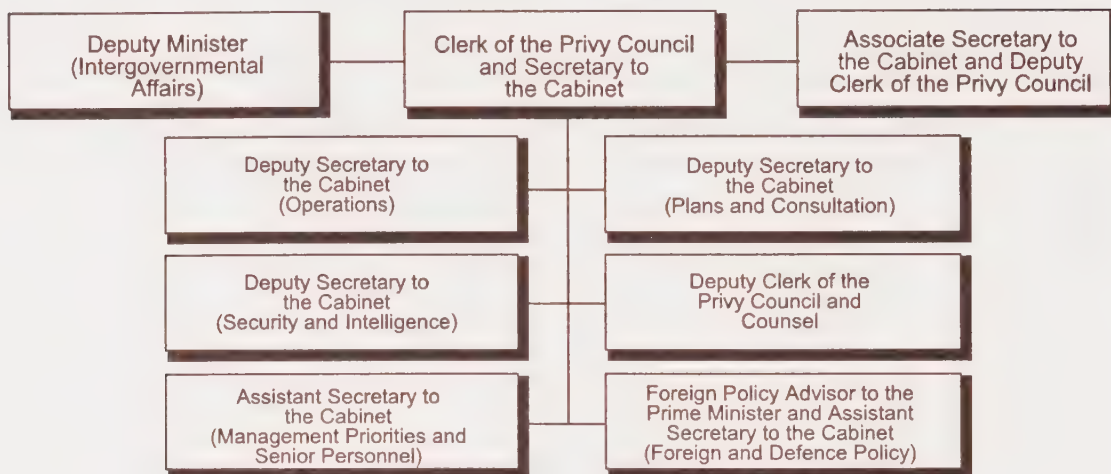 Deputy Minister
(Intergovernmental
Affairs)
Clerk of the Privy Council
and Secretary to
the Cabinet
Associate Secretary to
the Cabinet and Deputy
Clerk of the Privy Council
Deputy Secretary to
the Cabinet
(Operations)
Deputy Secretary to
the Cabinet
(Plans and Consultation)
Deputy Secretary to
the Cabinet
(Security and Intelligence)
Deputy Clerk of the
Privy Council and
Counsel
Assistant Secretary to
the Cabinet
(Management Priorities and
Senior Personnel)
Foreign Policy Advisor to the
Prime Minister and Assistant
Secretary to the Cabinet
(Foreign and Defence Policy)